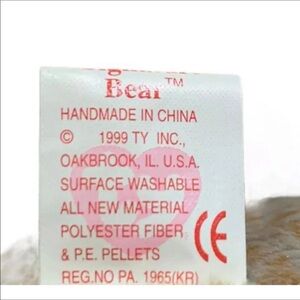 Bear™
HANDMADE IN CHINA
© 1999 TY INC.,
OAKBROOK, IL. U.S.A.
SURFACE WASHABLE
ALL NEW MATERIAL
POLYESTER FIBER
& P.E. PELLETS CE
REG.NO PA. 1965(KR)